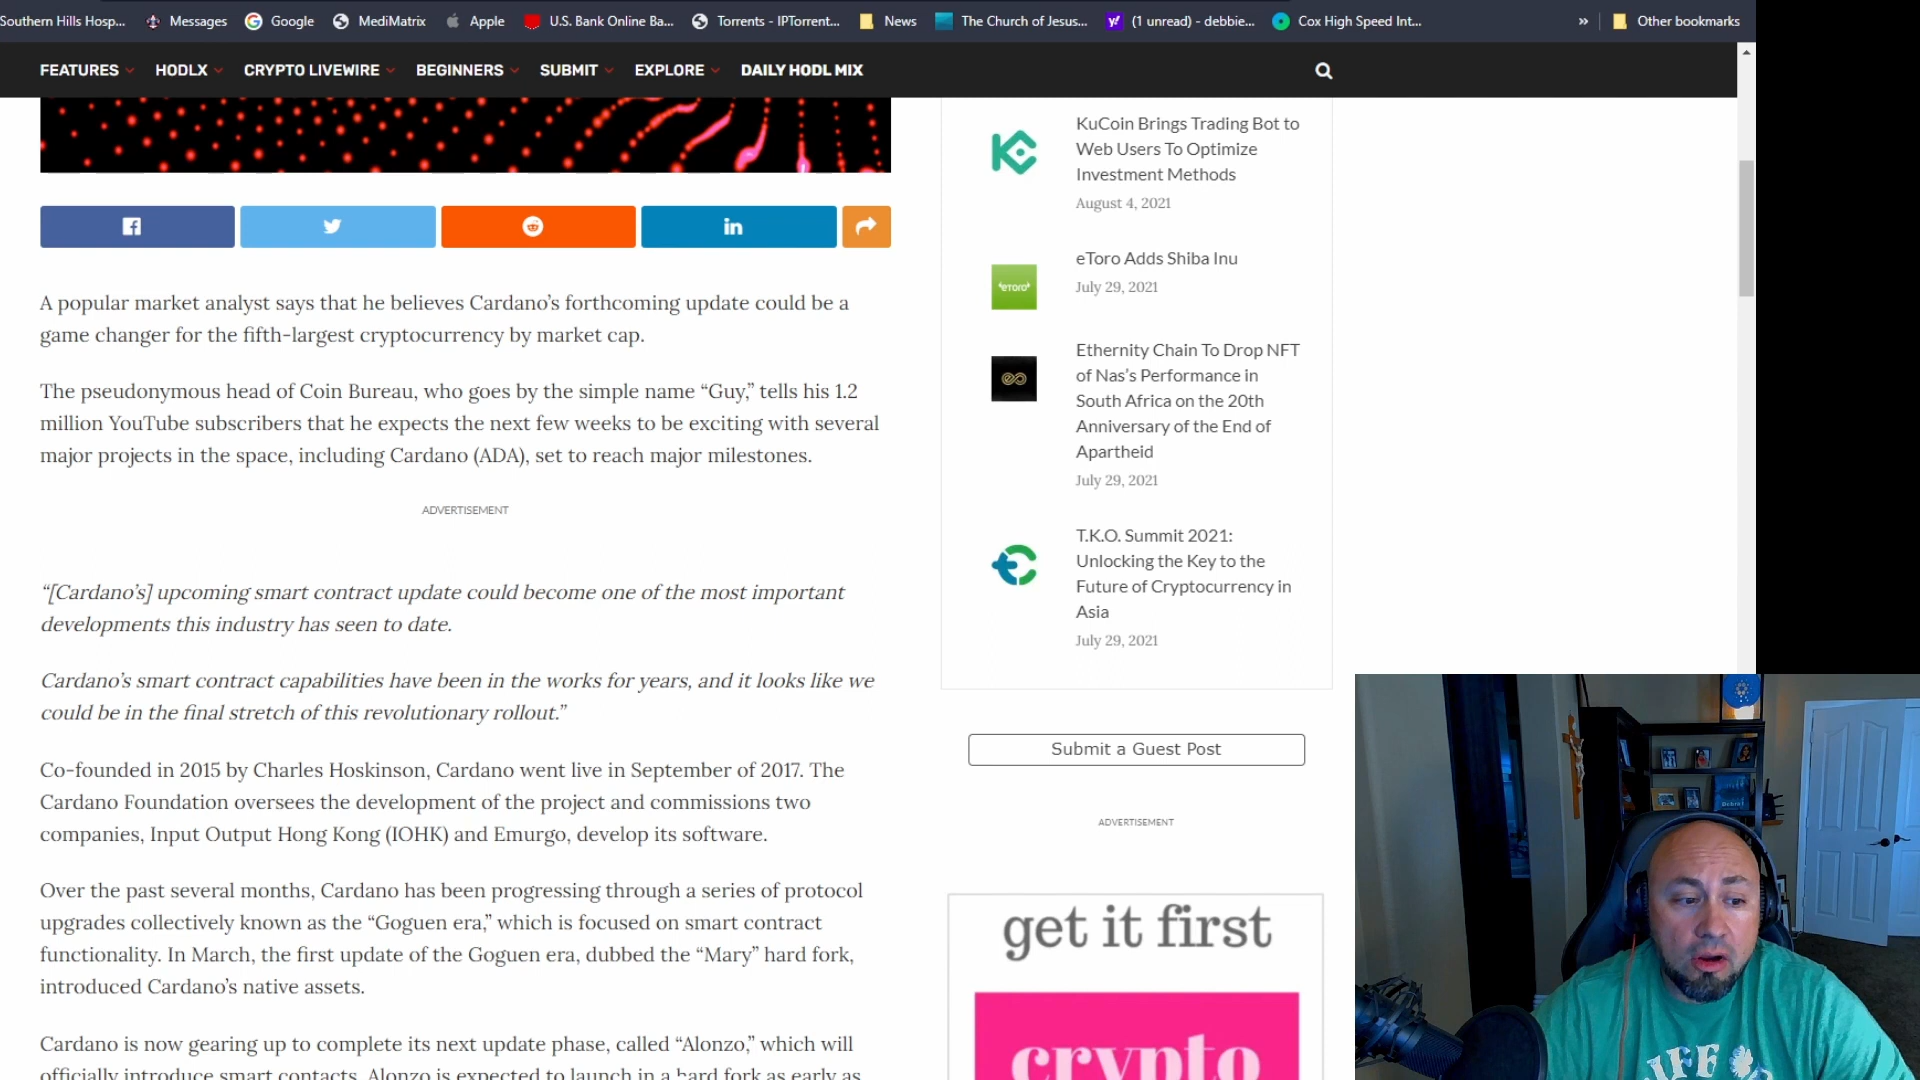 Southern Hills Hosp...
Messages
Google
MediMatrix
Apple
U.S. Bank Online Ba...
Torrents - IPTorrent...
News
The Church of Jesus...
(1 unread) - debbie...
Cox High Speed Int...
»
Other bookmarks
FEATURES
HODLX
CRYPTO LIVEWIRE
BEGINNERS
SUBMIT
EXPLORE
DAILY HODL MIX
A popular market analyst says that he believes Cardano’s forthcoming update could be a
game changer for the fifth-largest cryptocurrency by market cap.
The pseudonymous head of Coin Bureau, who goes by the simple name “Guy,” tells his 1.2
million YouTube subscribers that he expects the next few weeks to be exciting with several
major projects in the space, including Cardano (ADA), set to reach major milestones.
ADVERTISEMENT
“[Cardano’s] upcoming smart contract update could become one of the most important
developments this industry has seen to date.
Cardano’s smart contract capabilities have been in the works for years, and it looks like we
could be in the final stretch of this revolutionary rollout.”
Co-founded in 2015 by Charles Hoskinson, Cardano went live in September of 2017. The
Cardano Foundation oversees the development of the project and commissions two
companies, Input Output Hong Kong (IOHK) and Emurgo, develop its software.
Over the past several months, Cardano has been progressing through a series of protocol
upgrades collectively known as the “Goguen era,” which is focused on smart contract
functionality. In March, the first update of the Goguen era, dubbed the “Mary” hard fork,
introduced Cardano’s native assets.
Cardano is now gearing up to complete its next update phase, called “Alonzo,” which will
officially introduce smart contacts. Alonzo is expected to launch in a hard fork as early as
KuCoin Brings Trading Bot to
Web Users To Optimize
Investment Methods
August 4, 2021
eToro
eToro Adds Shiba Inu
July 29, 2021
Ethernity Chain To Drop NFT
of Nas’s Performance in
South Africa on the 20th
Anniversary of the End of
Apartheid
July 29, 2021
T.K.O. Summit 2021:
Unlocking the Key to the
Future of Cryptocurrency in
Asia
July 29, 2021
Submit a Guest Post
ADVERTISEMENT
get it first
crypto